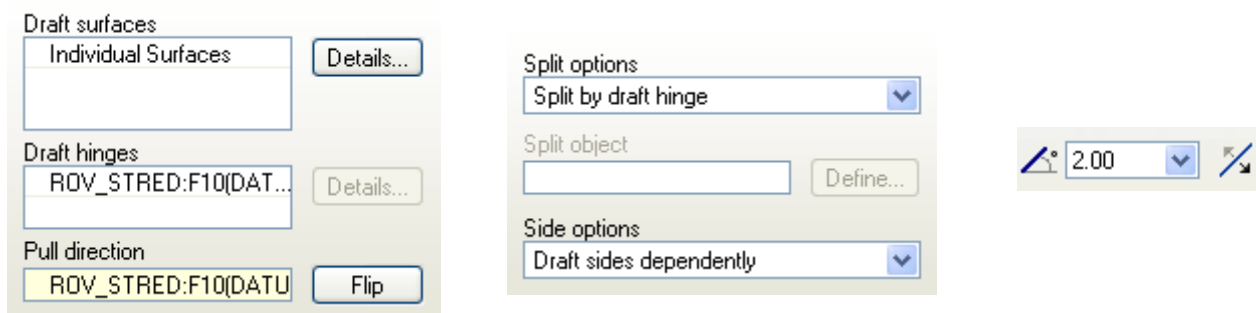 Draft surfaces
Individual Surfaces
Details...
Draft hinges
ROV_STRED:F10(DAT...
Details...
Pull direction
ROV_STRED:F10(DATU
Flip
Split options
Split by draft hinge
Split object
Define...
Side options
Draft sides dependently
2.00